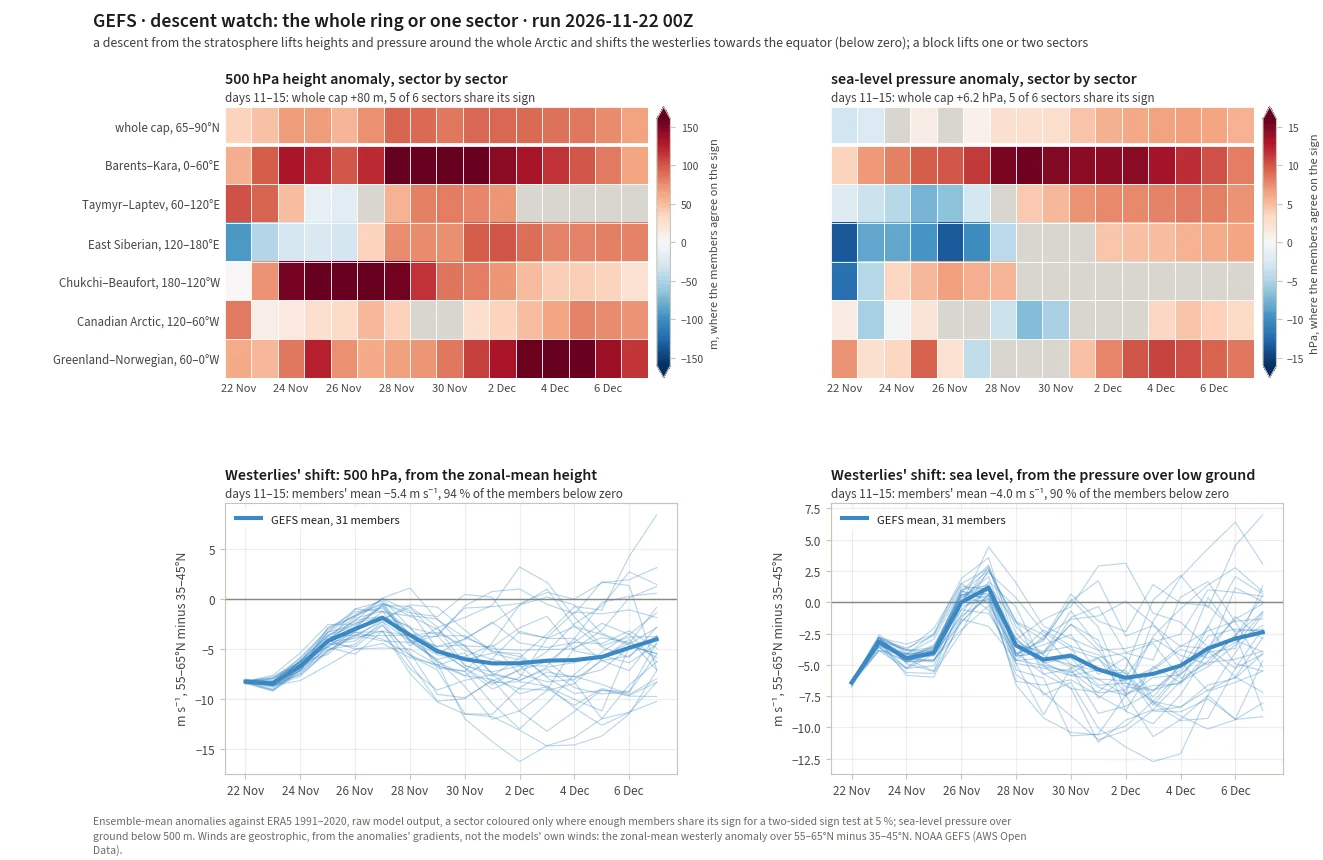 GEFS · descent watch: the whole ring or one sector · run 2026-11-22 00Z
a descent from the stratosphere lifts heights and pressure around the whole Arctic and shifts the westerlies towards the equator (below zero); a block lifts one or two sectors
500 hPa height anomaly, sector by sector
days 11–15: whole cap +80 m, 5 of 6 sectors share its sign
whole cap, 65–90°N
Barents–Kara, 0–60°E
Taymyr–Laptev, 60–120°E
East Siberian, 120–180°E
Chukchi–Beaufort, 180–120°W
Canadian Arctic, 120–60°W
Greenland–Norwegian, 60–0°W
22 Nov 24 Nov 26 Nov 28 Nov 30 Nov 2 Dec 4 Dec 6 Dec
150
100
50
0
−50
−100
−150
m, where the members agree on the sign
sea-level pressure anomaly, sector by sector
days 11–15: whole cap +6.2 hPa, 5 of 6 sectors share its sign
22 Nov 24 Nov 26 Nov 28 Nov 30 Nov 2 Dec 4 Dec 6 Dec
15
10
5
0
−5
−10
−15
hPa, where the members agree on the sign
Westerlies' shift: 500 hPa, from the zonal-mean height
days 11–15: members' mean −5.4 m s⁻¹, 94 % of the members below zero
GEFS mean, 31 members
5
0
−5
−10
−15
m s⁻¹, 55–65°N minus 35–45°N
22 Nov 24 Nov 26 Nov 28 Nov 30 Nov 2 Dec 4 Dec 6 Dec
Westerlies' shift: sea level, from the pressure over low ground
days 11–15: members' mean −4.0 m s⁻¹, 90 % of the members below zero
GEFS mean, 31 members
7.5
5.0
2.5
0.0
−2.5
−5.0
−7.5
−10.0
−12.5
m s⁻¹, 55–65°N minus 35–45°N
22 Nov 24 Nov 26 Nov 28 Nov 30 Nov 2 Dec 4 Dec 6 Dec
Ensemble-mean anomalies against ERA5 1991–2020, raw model output, a sector coloured only where enough members share its sign for a two-sided sign test at 5 %; sea-level pressure over
ground below 500 m. Winds are geostrophic, from the anomalies' gradients, not the models' own winds: the zonal-mean westerly anomaly over 55–65°N minus 35–45°N. NOAA GEFS (AWS Open
Data).